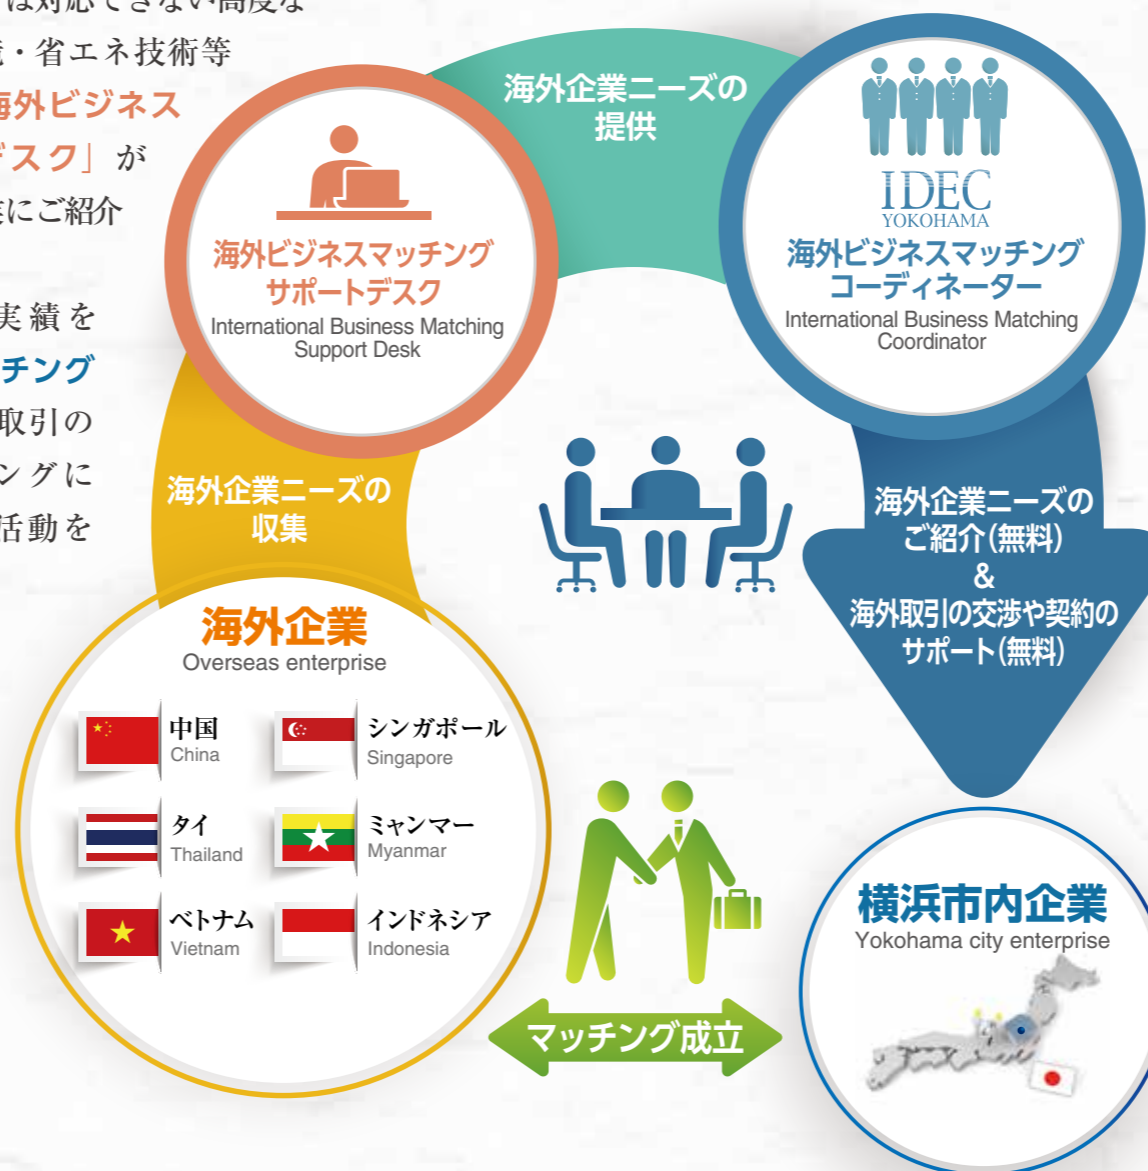 は対応できない高度な
・省エネ技術等
海外ビジネス
デスク」が
にご紹介
実績を
チング
取引の
ングに
活動を
海外企業ニーズの
提供
海外ビジネスマッチング
サポートデスク
International Business Matching
Support Desk
IDEC
YOKOHAMA
海外ビジネスマッチング
コーディネーター
International Business Matching
Coordinator
海外企業ニーズの
収集
海外企業ニーズの
ご紹介(無料)
&
海外取引の交渉や契約の
サポート(無料)
海外企業
Overseas enterprise
中国
China
シンガポール
Singapore
タイ
Thailand
ミャンマー
Myanmar
ベトナム
Vietnam
インドネシア
Indonesia
マッチング成立
横浜市内企業
Yokohama city enterprise